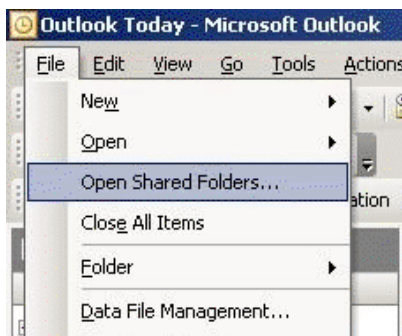 Outlook Today - Microsoft Outlook
File Edit View Go Tools Actions
New
Open
Open Shared Folders...
Close All Items
Folder
Data File Management...